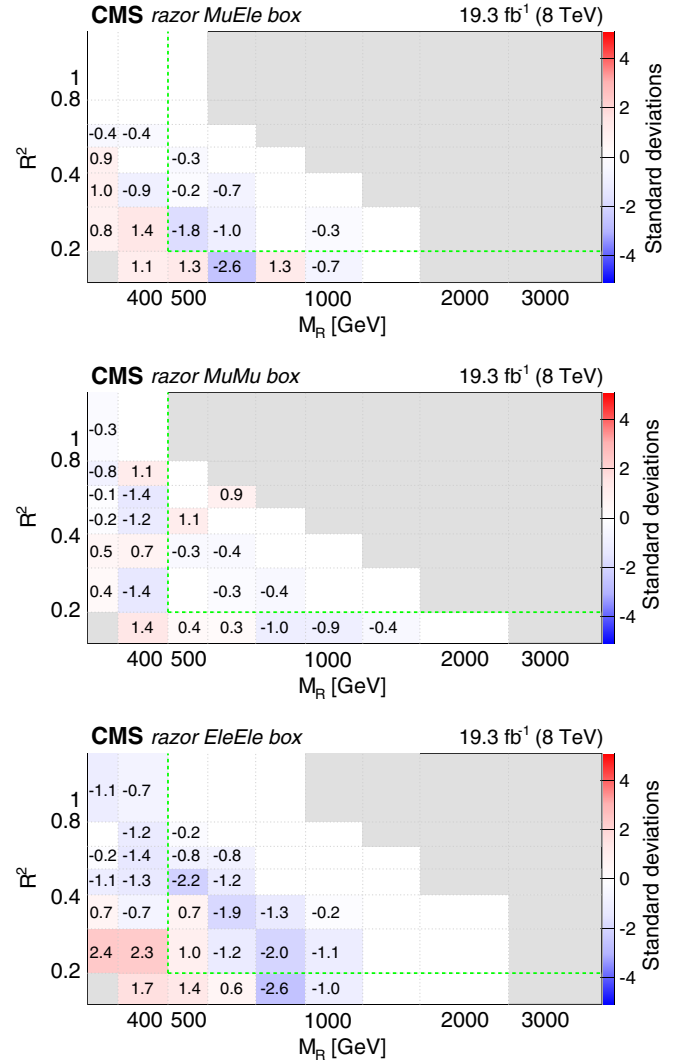 CMS razor MuEle box 19.3 fb⁻¹ (8 TeV)
1
0.8
-0.4 -0.4
0.9 -0.3
0.4
1.0 -0.9 -0.2 -0.7
0.8 1.4 -1.8 -1.0 -0.3
0.2
1.1 1.3 -2.6 1.3 -0.7
R²
400 500 1000 2000 3000
M_R [GeV]
4
2
0
-2
-4
Standard deviations
CMS razor MuMu box 19.3 fb⁻¹ (8 TeV)
-0.3
1
0.8
-0.8 1.1
-0.1 -1.4 0.9
-0.2 -1.2 1.1
0.4
0.5 0.7 -0.3 -0.4
0.4 -1.4 -0.3 -0.4
0.2
1.4 0.4 0.3 -1.0 -0.9 -0.4
R²
400 500 1000 2000 3000
M_R [GeV]
4
2
0
-2
-4
Standard deviations
CMS razor EleEle box 19.3 fb⁻¹ (8 TeV)
-1.1 -0.7
1
0.8
-1.2 -0.2
-0.2 -1.4 -0.8 -0.8
-1.1 -1.3 -2.2 -1.2
0.4
0.7 -0.7 0.7 -1.9 -1.3 -0.2
2.4 2.3 1.0 -1.2 -2.0 -1.1
0.2
1.7 1.4 0.6 -2.6 -1.0
R²
400 500 1000 2000 3000
M_R [GeV]
4
2
0
-2
-4
Standard deviations